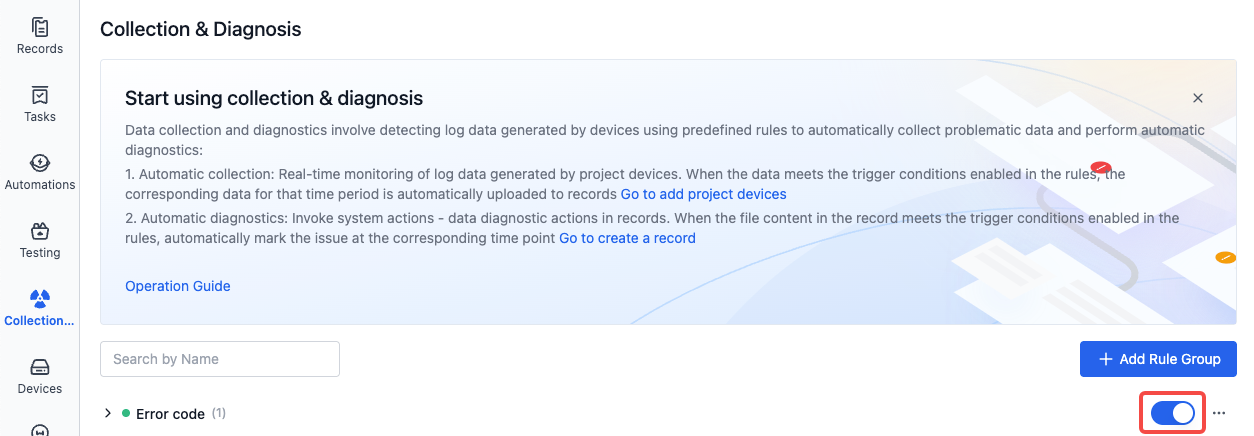 Records
Tasks
Automations
Testing
Collection...
Devices
Collection & Diagnosis
Start using collection & diagnosis
Data collection and diagnostics involve detecting log data generated by devices using predefined rules to automatically collect problematic data and perform automatic
diagnostics:
1. Automatic collection: Real-time monitoring of log data generated by project devices. When the data meets the trigger conditions enabled in the rules, the
corresponding data for that time period is automatically uploaded to records Go to add project devices
2. Automatic diagnostics: Invoke system actions - data diagnostic actions in records. When the file content in the record meets the trigger conditions enabled in the
rules, automatically mark the issue at the corresponding time point Go to create a record
Operation Guide
Search by Name
Add Rule Group
Error code (1)